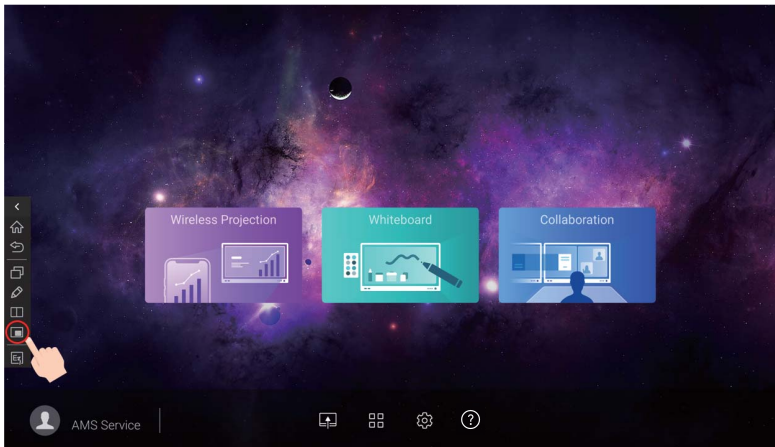 Wireless Projection
Whiteboard
Collaboration
AMS Service
?